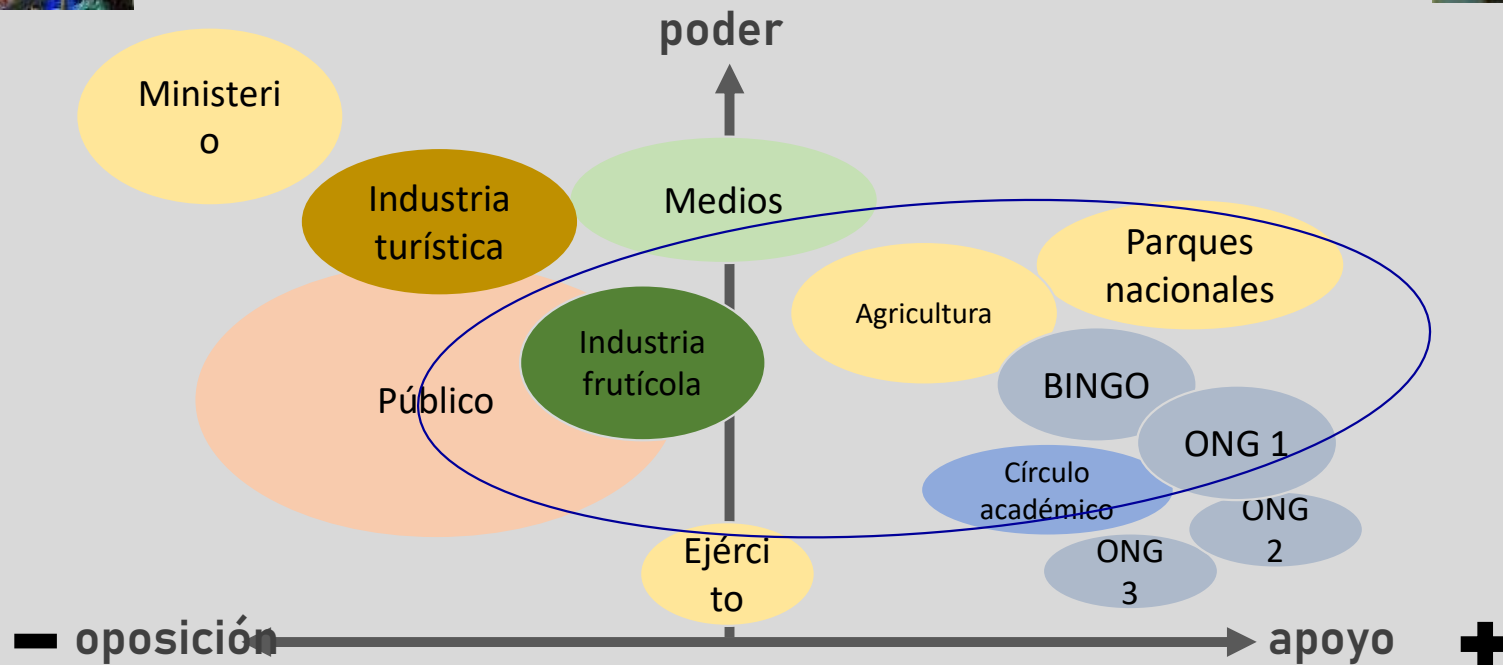 poder
Ministeri
o
Industria
turística
Medios
Parques
nacionales
Agricultura
Industria
frutícola
Público
BINGO
ONG 1
Círculo
académico
ONG
2
ONG
3
Ejérci
to
- oposición
apoyo +